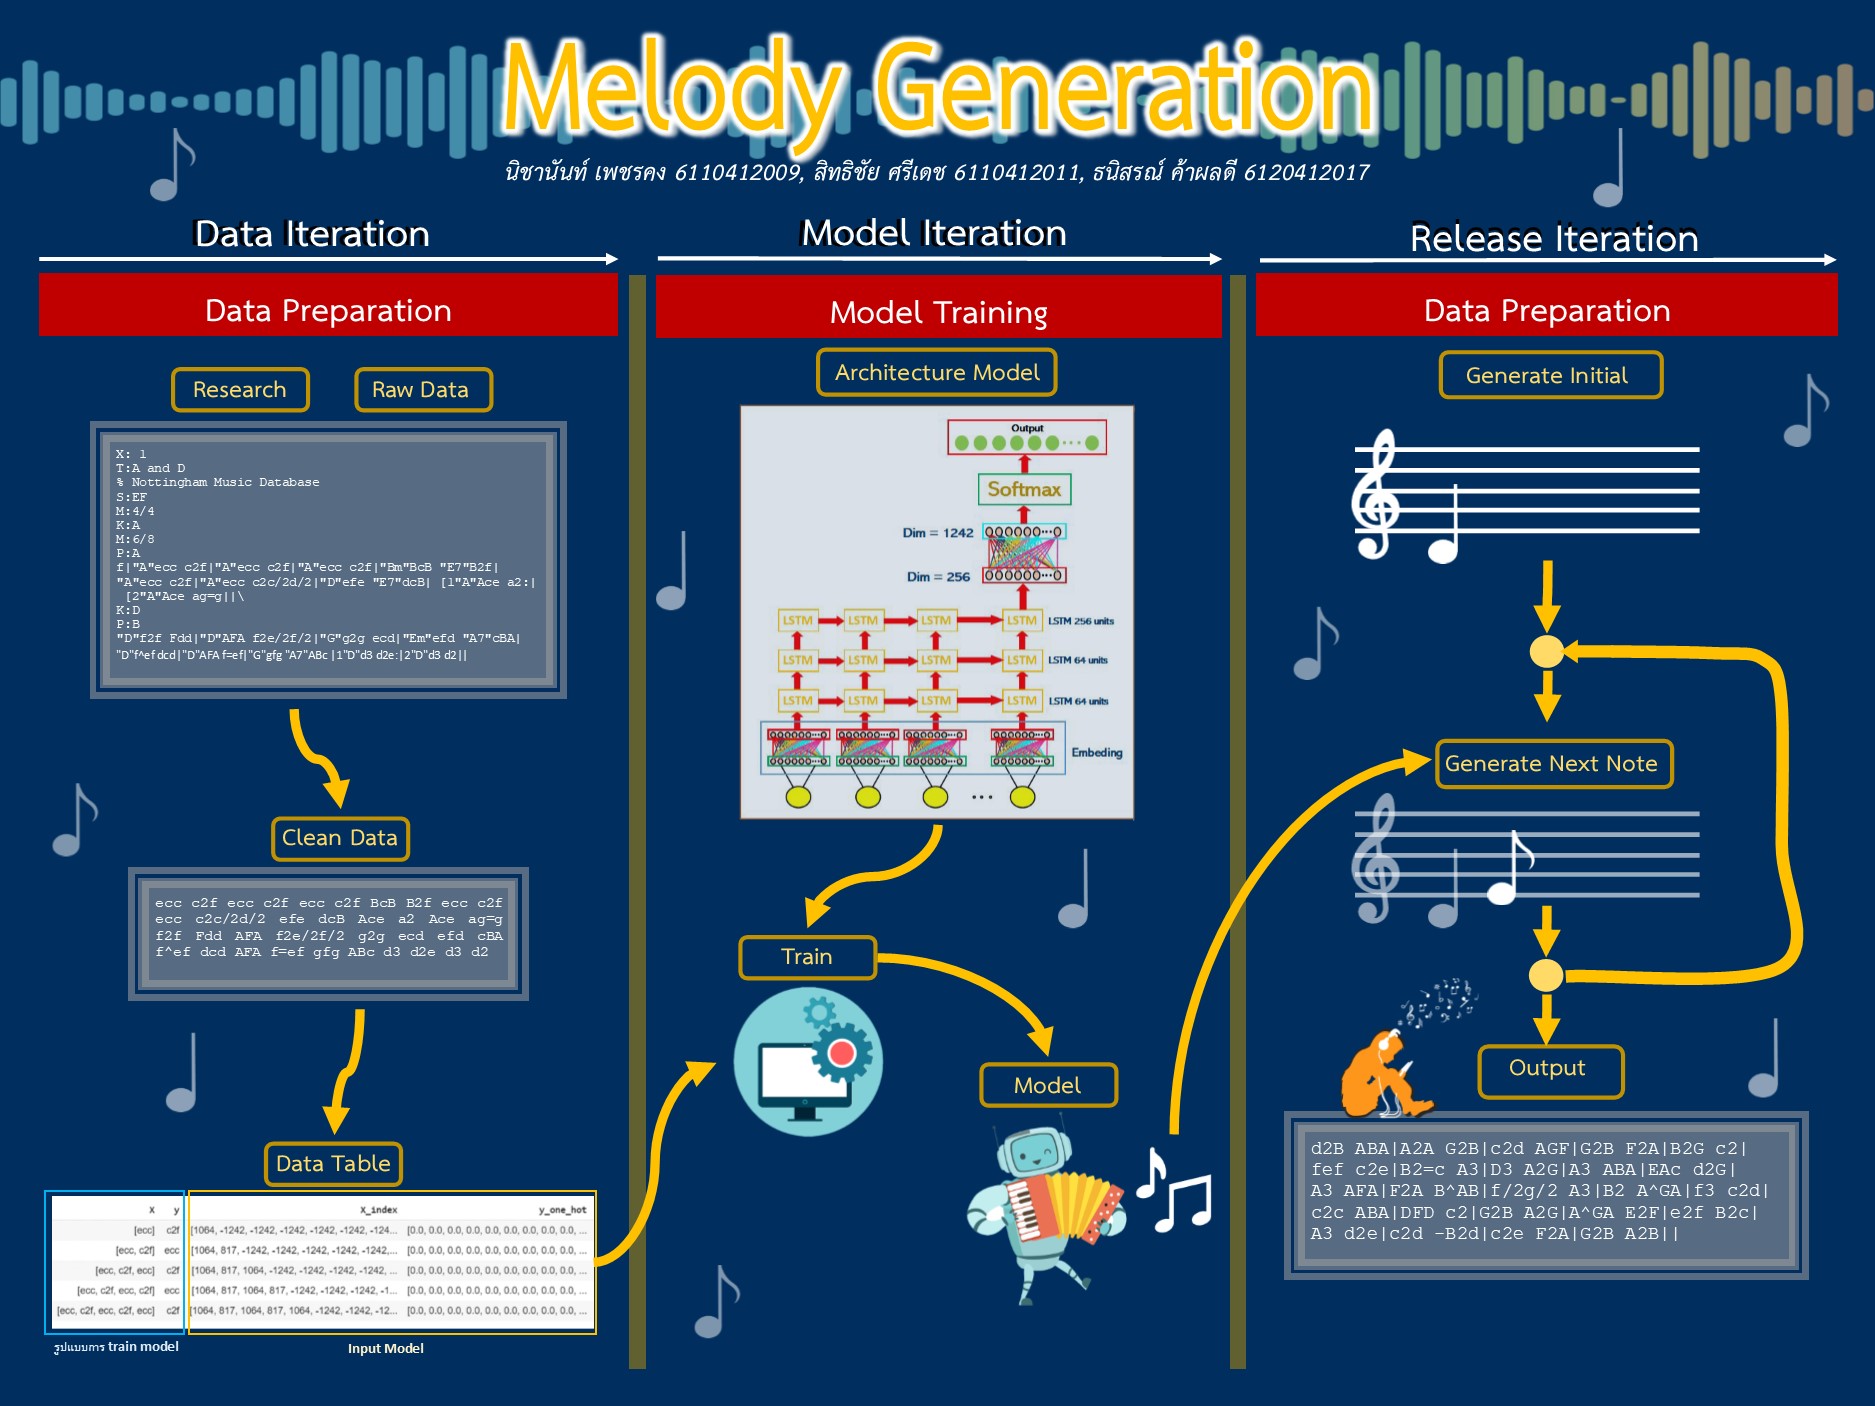 Melody Generation
นิชานันท์ เพชรคง 6110412009, สิทธิชัย ศรีเดช 6110412011, ธนิสรณ์ ค้าผลดี 6120412017
Data Iteration
Data Preparation
Research
Raw Data
X: 1
T:A and D
% Nottingham Music Database
S:EF
M:4/4
K:A
M:6/8
P:A
f|"A"ecc c2f|"A"ecc c2f|"A"ecc c2f|"Bm"BcB "E7"B2f|
"A"ecc c2f|"A"ecc c2c/2d/2|"D"efe "E7"dcB| [1"A"Ace a2:|
[2"A"Ace ag=g||\
K:D
P:B
"D"f2f Fdd|"D"AFA f2e/2f/2|"G"g2g ecd|"Em"efd "A7"cBA|
"D"f^ef dcd|"D"AFA f=ef|"G"gfg "A7"ABc |1"D"d3 d2e:|2"D"d3 d2||
Clean Data
ecc c2f ecc c2f ecc c2f BcB B2f ecc c2f
ecc c2c/2d/2 efe dcB Ace a2 Ace ag=g
f2f Fdd AFA f2e/2f/2 g2g ecd efd cBA
f^ef dcd AFA f=ef gfg ABc d3 d2e d3 d2
Data Table
X y X_index y_one_hot
[ecc] c2f [1064, -1242, -1242, -1242, -1242, -1242, -124... [0.0, 0.0, 0.0, 0.0, 0.0, 0.0, 0.0, 0.0, 0.0, ...
[ecc, c2f] ecc [1064, 817, -1242, -1242, -1242, -1242, -1242,... [0.0, 0.0, 0.0, 0.0, 0.0, 0.0, 0.0, 0.0, 0.0, ...
[ecc, c2f, ecc] c2f [1064, 817, 1064, -1242, -1242, -1242, -1242, ... [0.0, 0.0, 0.0, 0.0, 0.0, 0.0, 0.0, 0.0, 0.0, ...
[ecc, c2f, ecc, c2f] ecc [1064, 817, 1064, 817, -1242, -1242, -1242, -1... [0.0, 0.0, 0.0, 0.0, 0.0, 0.0, 0.0, 0.0, 0.0, ...
[ecc, c2f, ecc, c2f, ecc] c2f [1064, 817, 1064, 817, 1064, -1242, -1242, -12... [0.0, 0.0, 0.0, 0.0, 0.0, 0.0, 0.0, 0.0, 0.0, ...
รูปแบบการ train model
Input Model
Model Iteration
Model Training
Architecture Model
Output
Softmax
Dim = 1242
Dim = 256
LSTM LSTM LSTM LSTM LSTM 256 units
LSTM LSTM LSTM LSTM LSTM 64 units
LSTM LSTM LSTM LSTM LSTM 64 units
Embeding
Train
Model
Release Iteration
Data Preparation
Generate Initial
Generate Next Note
Output
d2B ABA|A2A G2B|c2d AGF|G2B F2A|B2G c2|
fef c2e|B2=c A3|D3 A2G|A3 ABA|EAc d2G|
A3 AFA|F2A B^AB|f/2g/2 A3|B2 A^GA|f3 c2d|
c2c ABA|DFD c2|G2B A2G|A^GA E2F|e2f B2c|
A3 d2e|c2d -B2d|c2e F2A|G2B A2B||